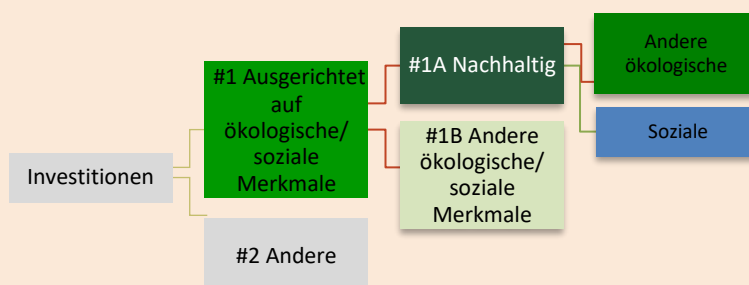 Investitionen
#1 Ausgerichtet
auf
ökologische/
soziale
Merkmale
#2 Andere
#1A Nachhaltig
#1B Andere
ökologische/
soziale
Merkmale
Andere
ökologische
Soziale